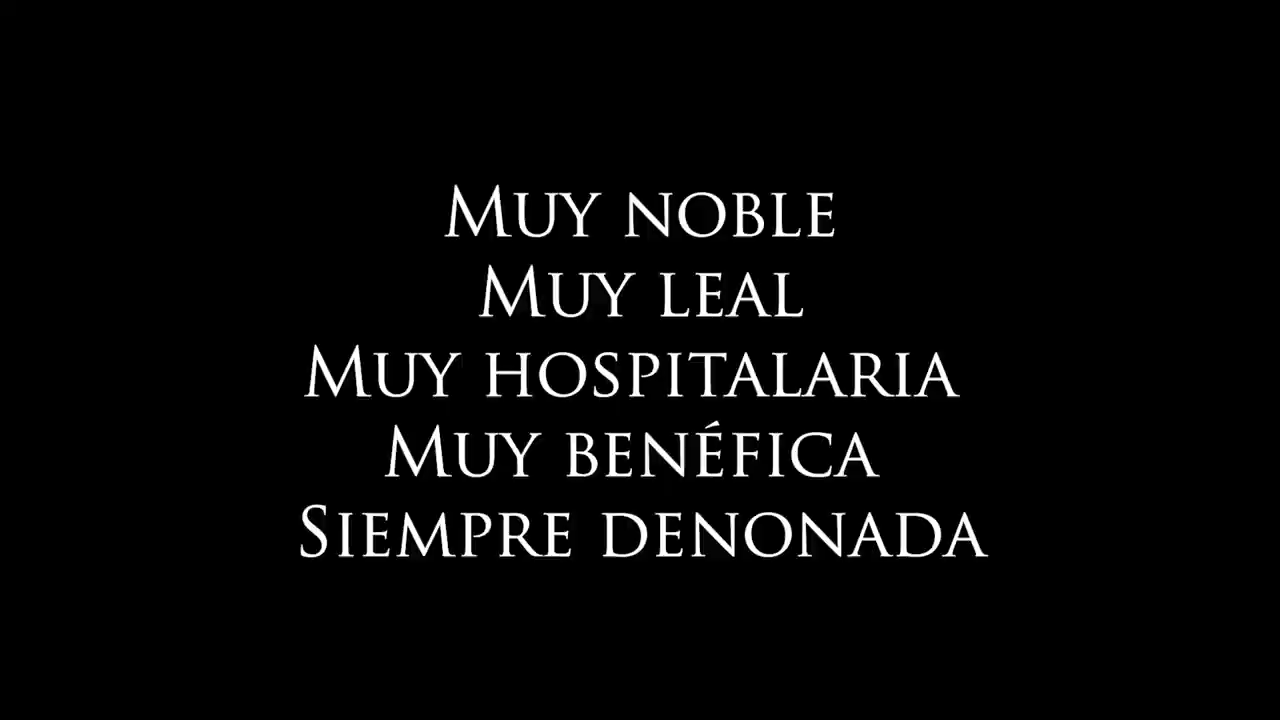 Muy noble
Muy leal
Muy hospitalaria
Muy benéfica
Siempre denonada